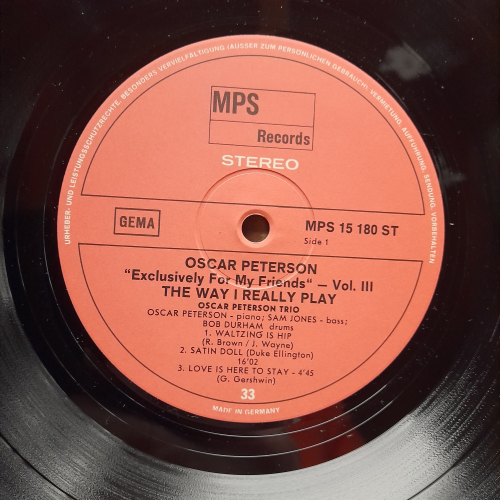 URHEBER- UND LEISTUNGSSCHUTZRECHTE, BESONDERS VERVIELFÄLTIGUNG (AUSSER ZUM PERSÖNLICHEN GEBRAUCH), VERMIETUNG, AUFFÜHRUNG, SENDUNG, VORBEHALTEN
MPS
Records
STEREO
GEMA
MPS 15 180 ST
Side 1
OSCAR PETERSON
"Exclusively For My Friends" – Vol. III
THE WAY I REALLY PLAY
OSCAR PETERSON TRIO
OSCAR PETERSON - piano; SAM JONES - bass;
BOB DURHAM drums
1. WALTZING IS HIP
(R. Brown / J. Wayne)
2. SATIN DOLL (Duke Ellington)
16'02
3. LOVE IS HERE TO STAY - 4'45
(G. Gershwin)
33
MADE IN GERMANY